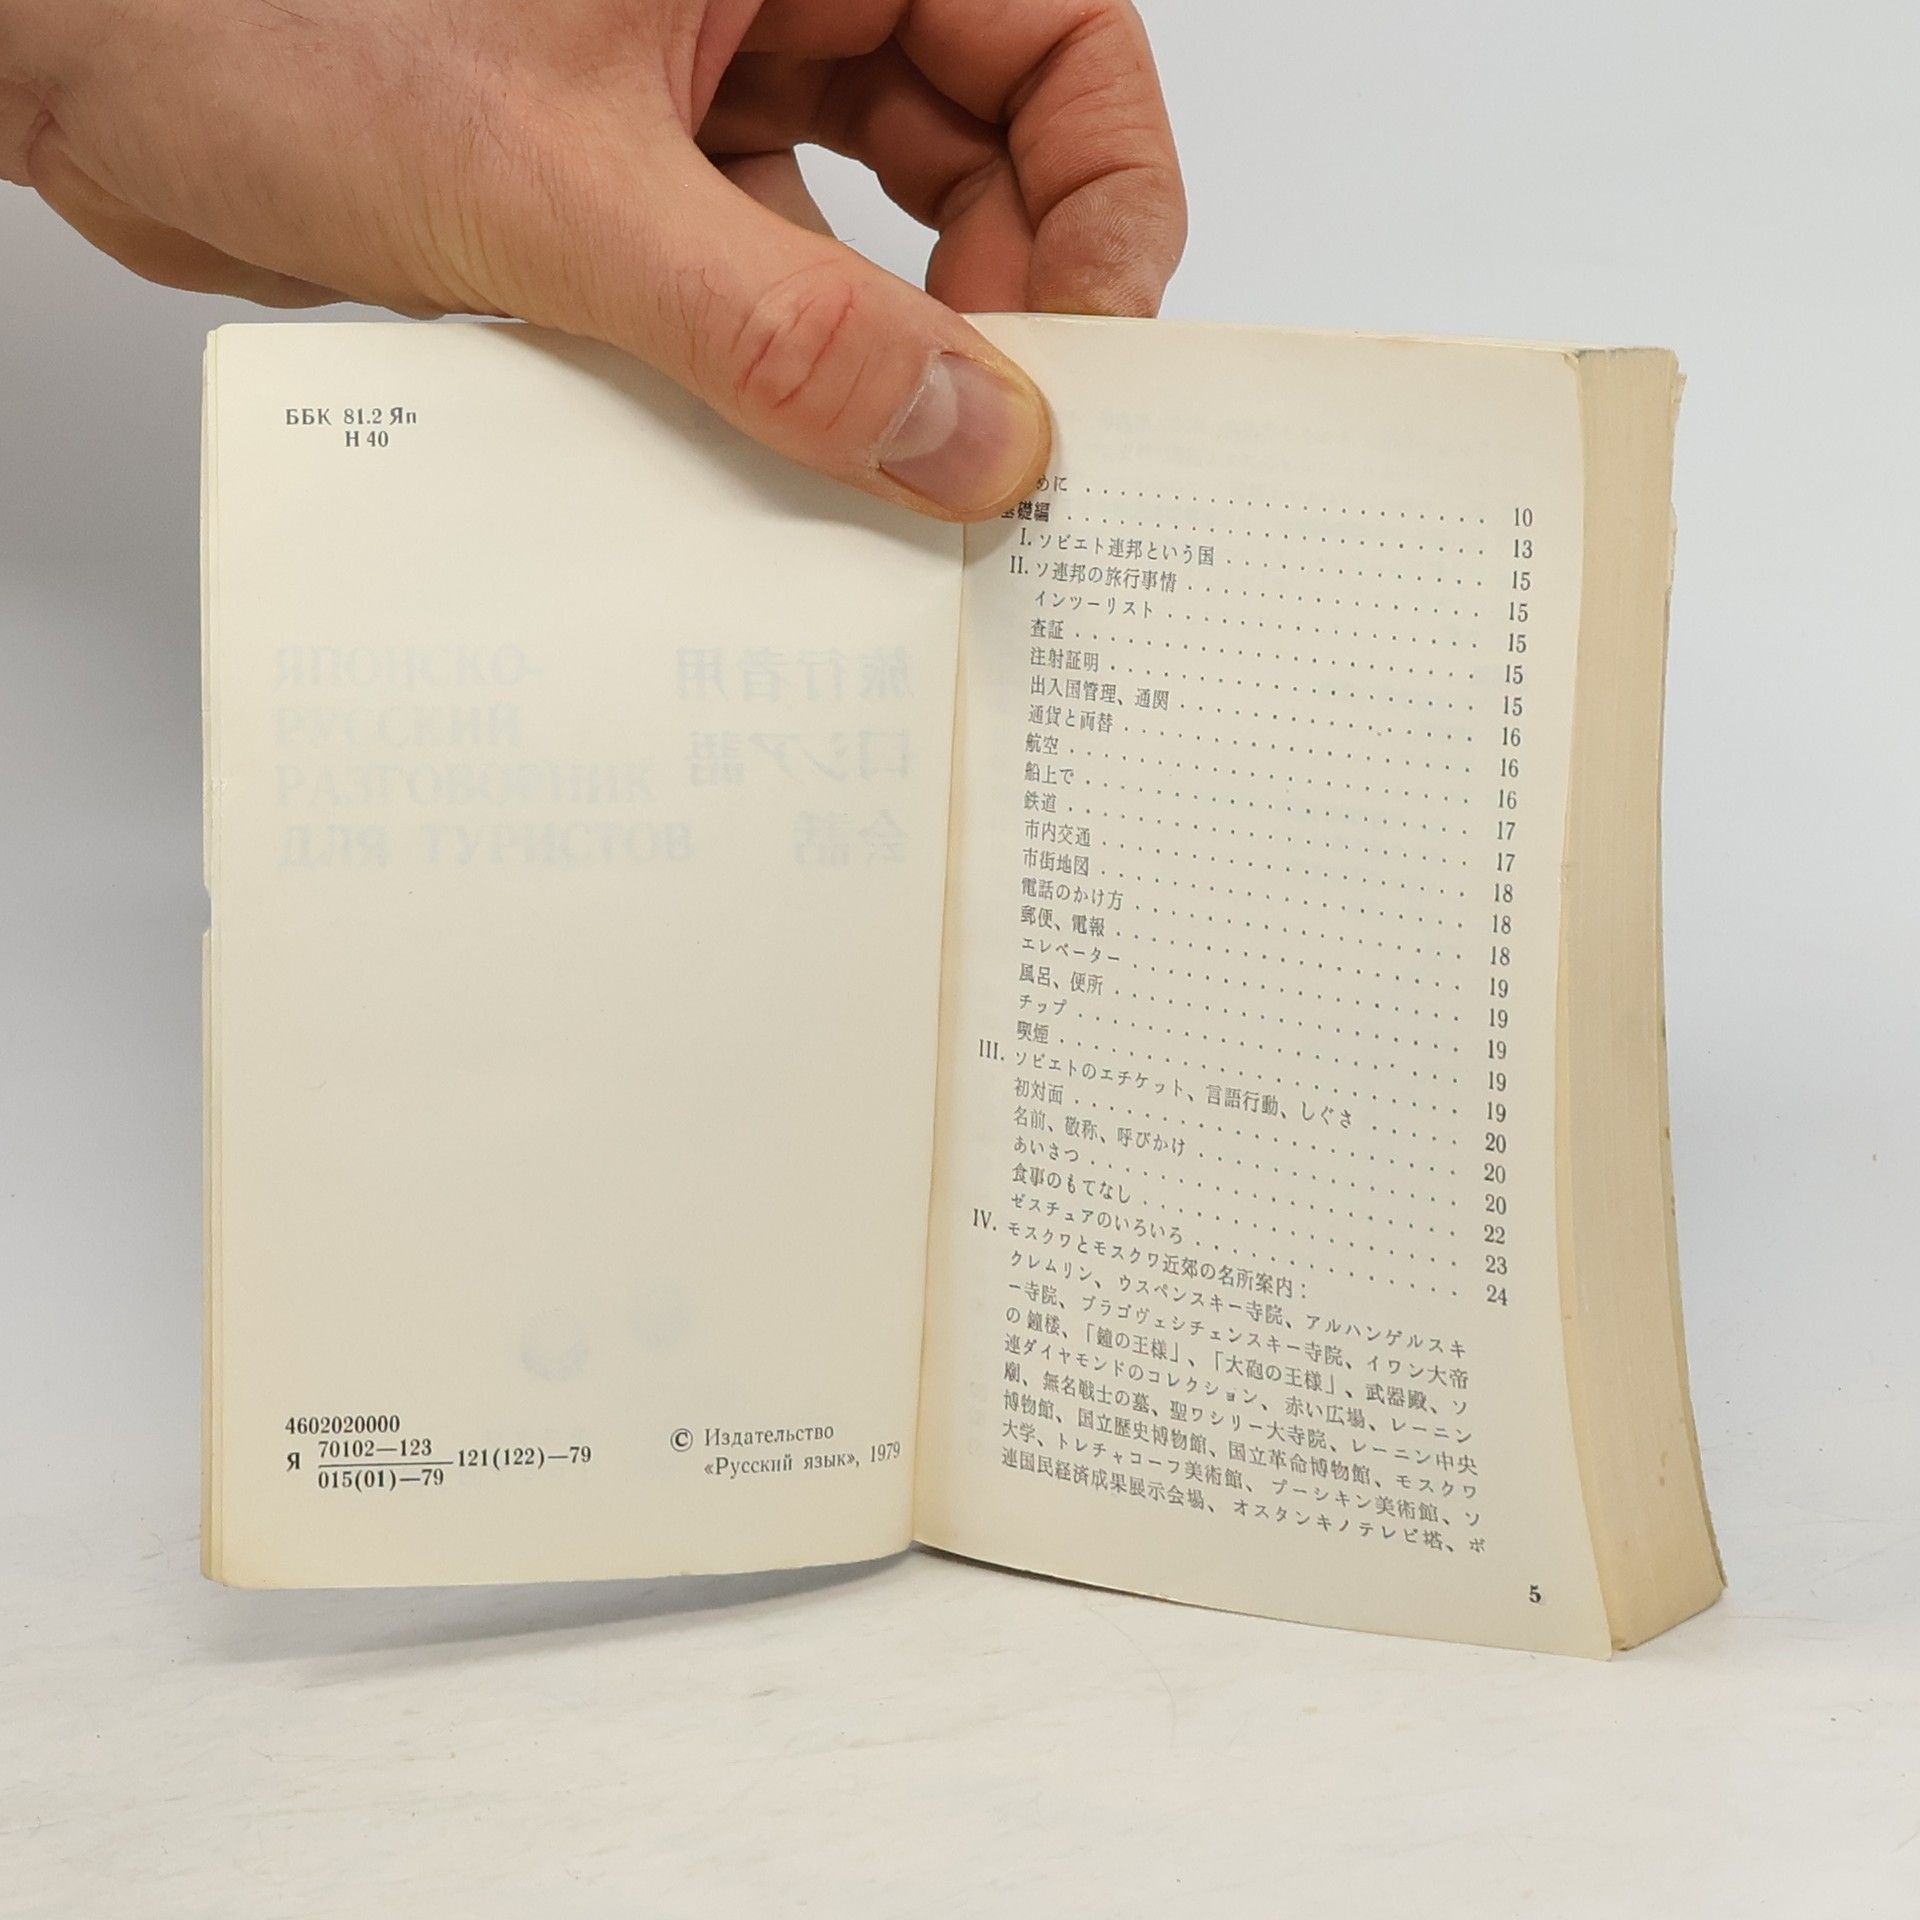 ББК 81.2 Яп
Н 40
4602020000
Я 70102—123 121(122)—79
015(01)—79
© Издательство
«Русский язык», 1979
めに . . . . . . . . . . . . . . . . . . 10
礎編 . . . . . . . . . . . . . . . . . . 13
I. ソビエト連邦という国 . . . . . . . . . . . . 15
II. ソ連邦の旅行事情 . . . . . . . . . . . . . 15
インツーリスト . . . . . . . . . . . . . . 15
査証 . . . . . . . . . . . . . . . . . . 15
注射証明 . . . . . . . . . . . . . . . . 15
出入国管理、通関 . . . . . . . . . . . . . 16
通貨と両替 . . . . . . . . . . . . . . . 16
航空 . . . . . . . . . . . . . . . . . . 16
船上で . . . . . . . . . . . . . . . . . 17
鉄道 . . . . . . . . . . . . . . . . . . 17
市内交通 . . . . . . . . . . . . . . . . 18
市街地図 . . . . . . . . . . . . . . . . 18
電話のかけ方 . . . . . . . . . . . . . . 18
郵便、電報 . . . . . . . . . . . . . . . 19
エレベーター . . . . . . . . . . . . . . 19
風呂、便所 . . . . . . . . . . . . . . . 19
チップ . . . . . . . . . . . . . . . . . 19
喫煙 . . . . . . . . . . . . . . . . . . 19
III. ソビエトのエチケット、言語行動、しぐさ . . . . . 20
初対面 . . . . . . . . . . . . . . . . . 20
名前、敬称、呼びかけ . . . . . . . . . . . . 20
あいさつ . . . . . . . . . . . . . . . . 22
食事のもてなし . . . . . . . . . . . . . . 23
ゼスチュアのいろいろ . . . . . . . . . . . . 24
IV. モスクワとモスクワ近郊の名所案内：
クレムリン、ウスペンスキー寺院、アルハンゲルスキ
ー寺院、ブラゴヴェシチェンスキー寺院、イワン大帝
の鐘楼、「鐘の王様」、「大砲の王様」、武器殿、ソ
連ダイヤモンドのコレクション、赤い広場、レーニン
廟、無名戦士の墓、聖ワシリー大寺院、レーニン中央
博物館、国立歴史博物館、国立革命博物館、モスクワ
大学、トレチャコーフ美術館、プーシキン美術館、ソ
連国民経済成果展示会場、オスタンキノテレビ塔、ボ
5